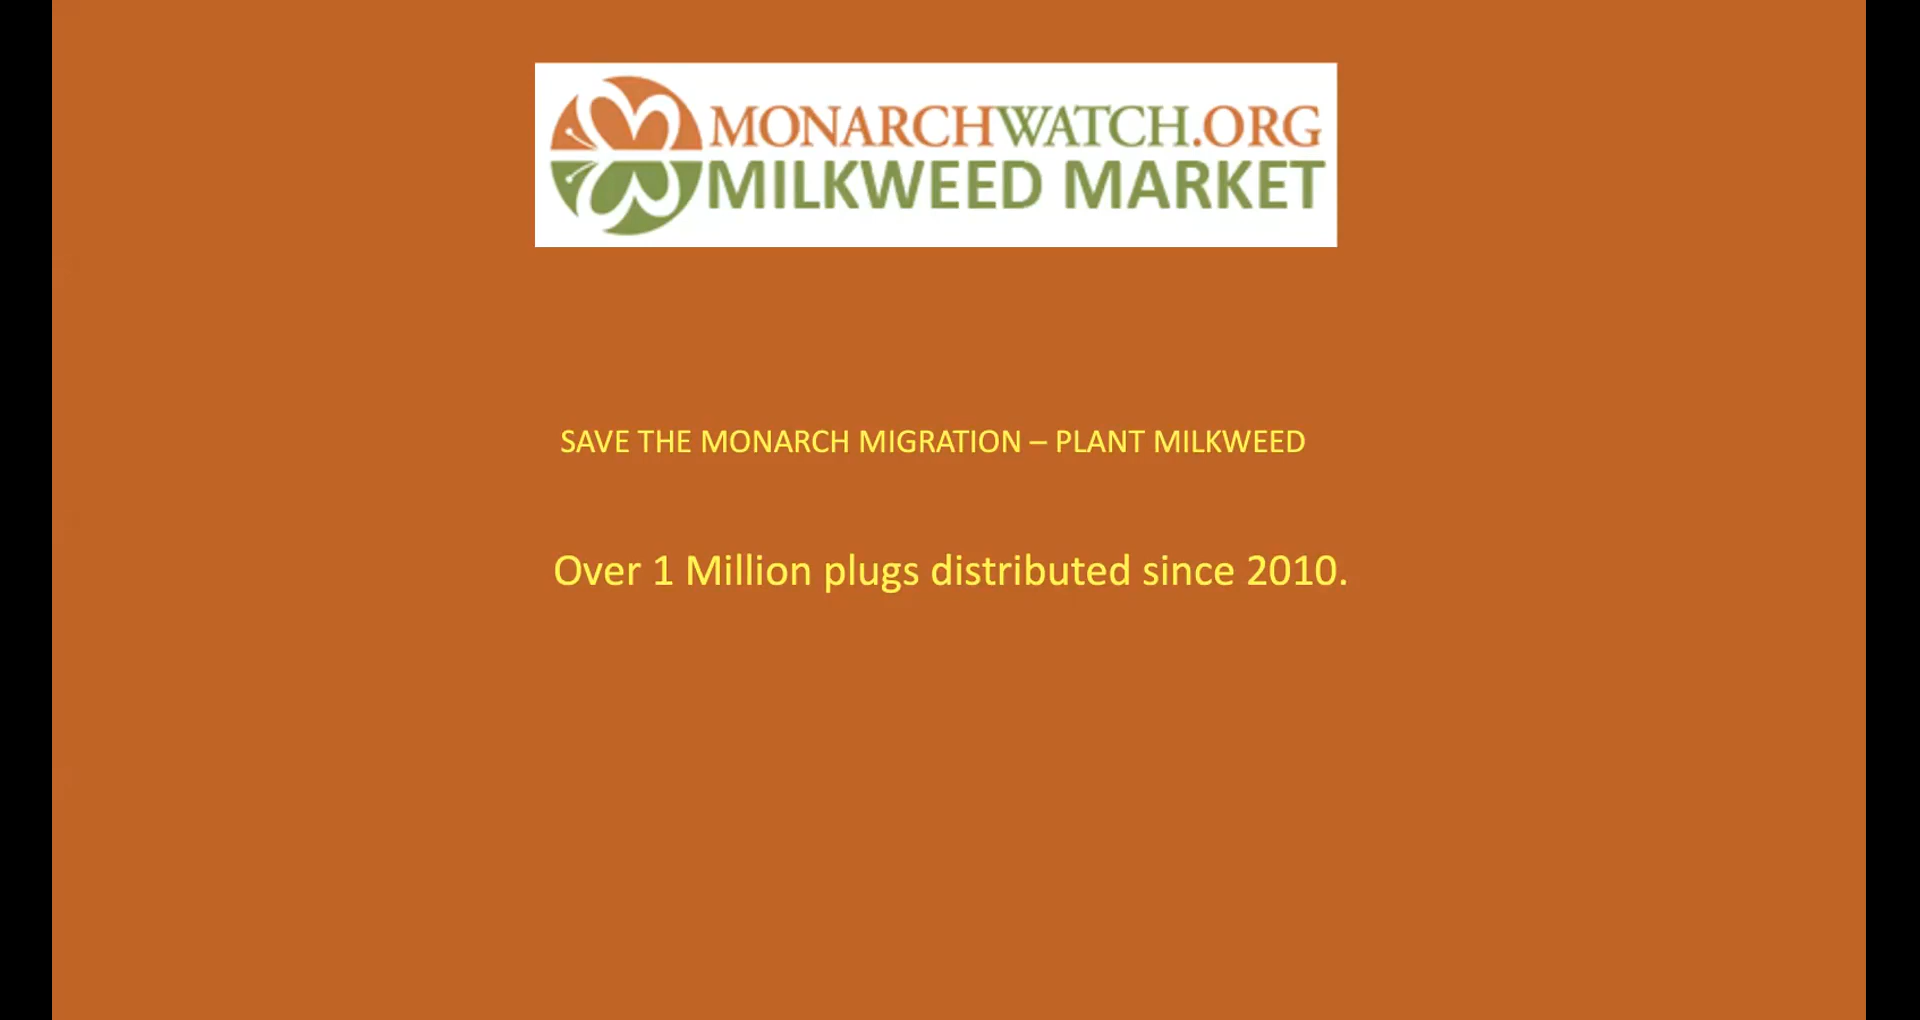 MONARCHWATCH.ORG
MILKWEED MARKET
SAVE THE MONARCH MIGRATION – PLANT MILKWEED
Over 1 Million plugs distributed since 2010.